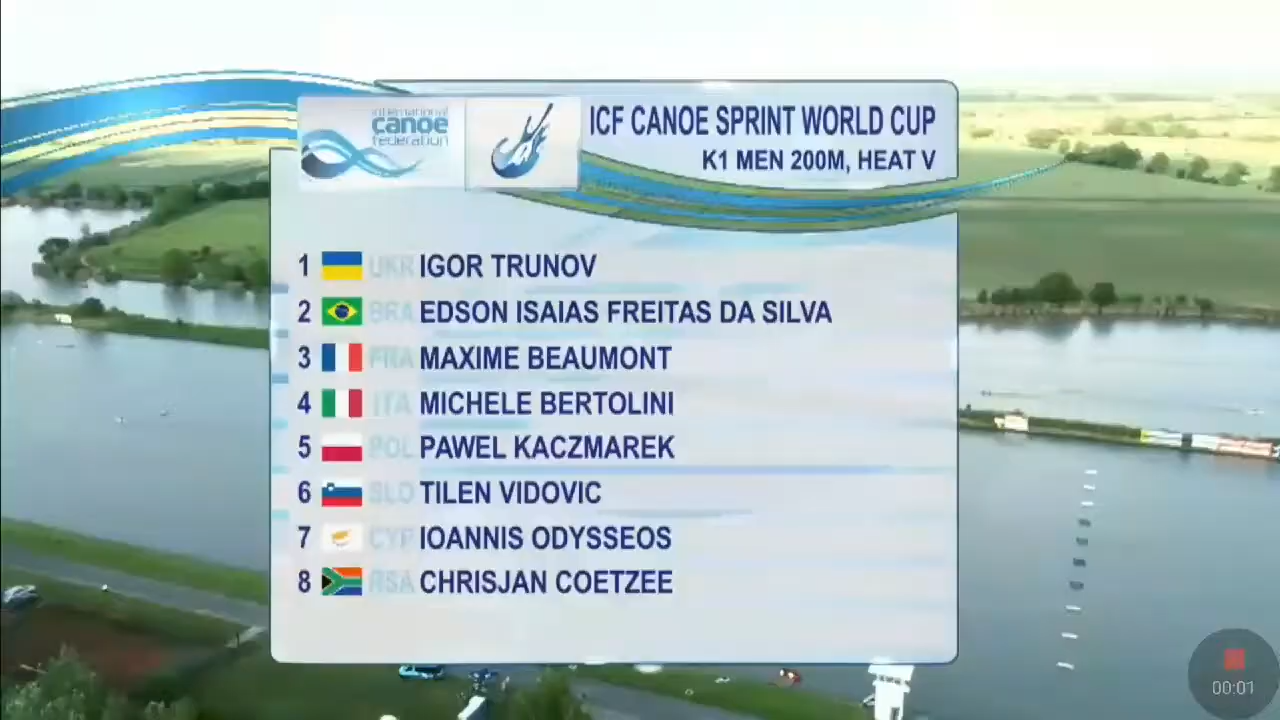 international
canoe
federation
ICF CANOE SPRINT WORLD CUP
K1 MEN 200M, HEAT V
1 UKR IGOR TRUNOV
2 BRA EDSON ISAIAS FREITAS DA SILVA
3 FRA MAXIME BEAUMONT
4 ITA MICHELE BERTOLINI
5 POL PAWEL KACZMAREK
6 SLO TILEN VIDOVIC
7 CYP IOANNIS ODYSSEOS
8 RSA CHRISJAN COETZEE
00:01